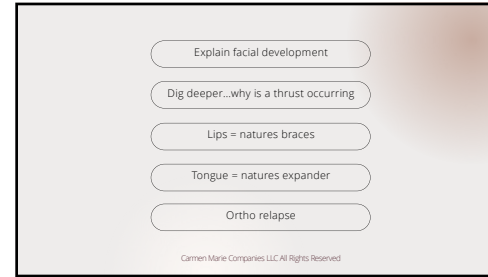 Explain facial development
Dig deeper...why is a thrust occurring
Lips = natures braces
Tongue = natures expander
Ortho relapse
Carmen Marie Companies LLC All Rights Reserved